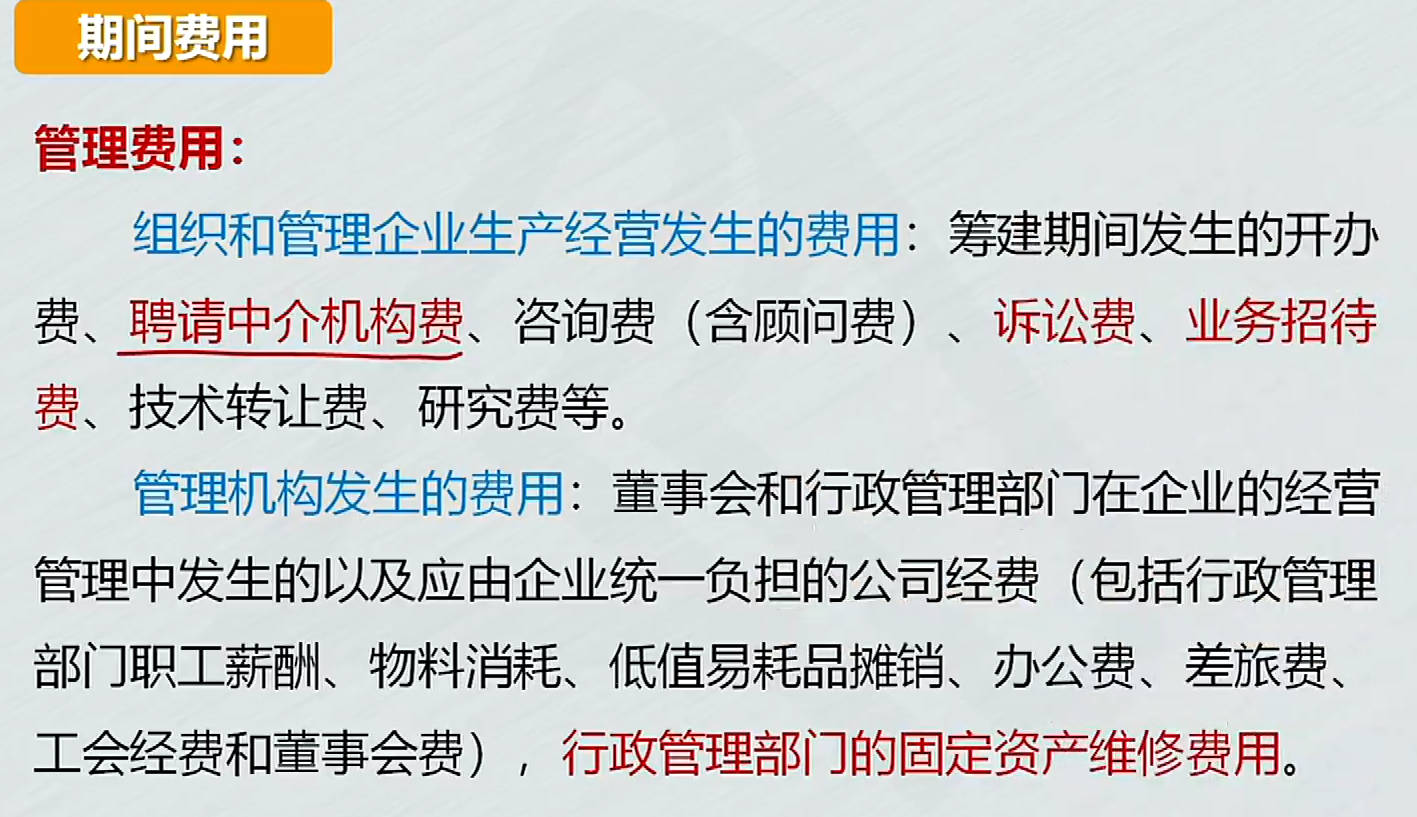 期间费用
管理费用：
组织和管理企业生产经营发生的费用：筹建期间发生的开办
费、聘请中介机构费、咨询费（含顾问费）、诉讼费、业务招待
费、技术转让费、研究费等。
管理机构发生的费用：董事会和行政管理部门在企业的经营
管理中发生的以及应由企业统一负担的公司经费（包括行政管理
部门职工薪酬、物料消耗、低值易耗品摊销、办公费、差旅费、
工会经费和董事会费），行政管理部门的固定资产维修费用。